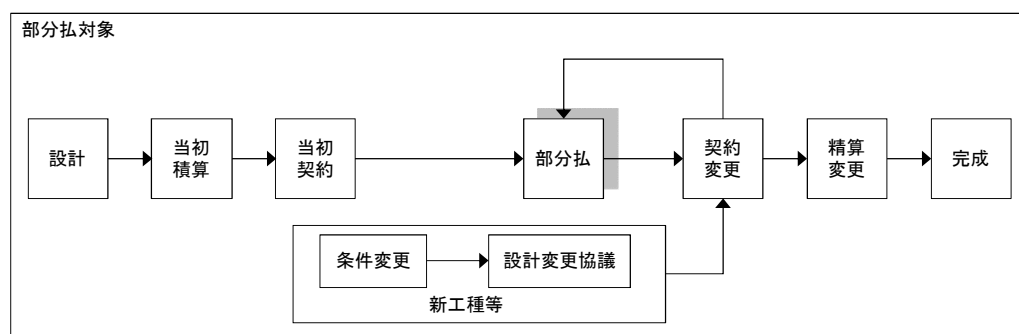 部分払対象
設計
当初
積算
当初
契約
部分払
契約
変更
精算
変更
完成
条件変更
設計変更協議
新工種等